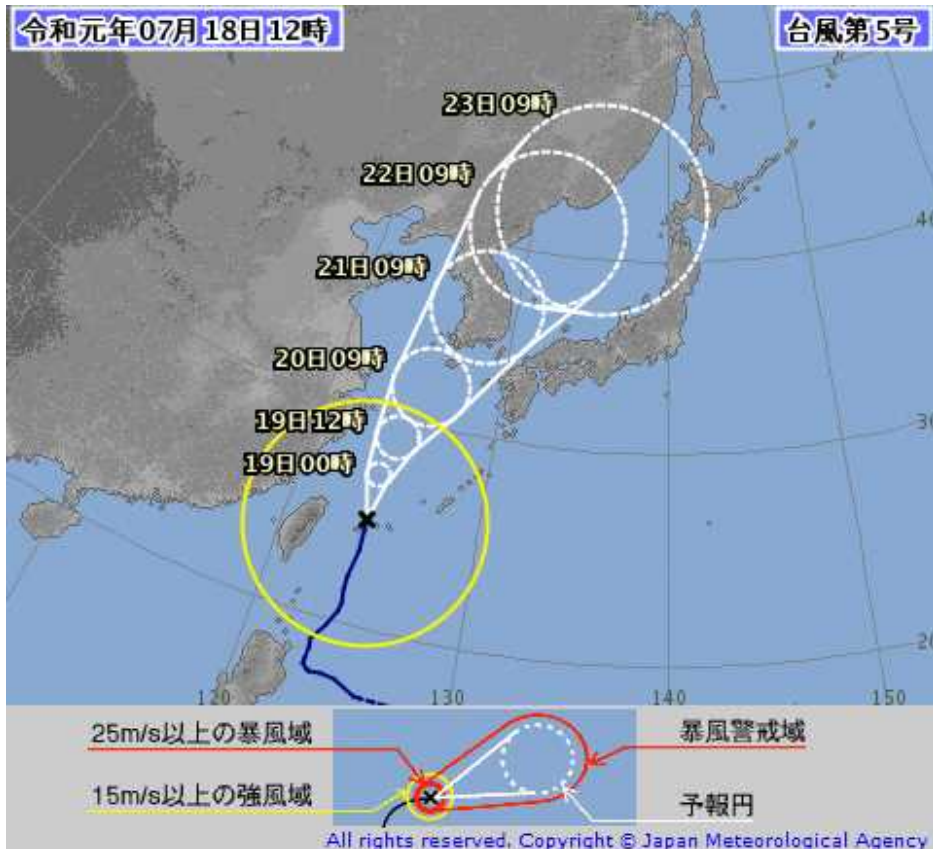 令和元年07月18日12時
台風第5号
23日09時
22日09時
21日09時
20日09時
19日12時
19日00時
40
30
20
120
130
140
150
25m/s以上の暴風域
暴風警戒域
15m/s以上の強風域
予報円
All rights reserved. Copyright © Japan Meteorological Agency